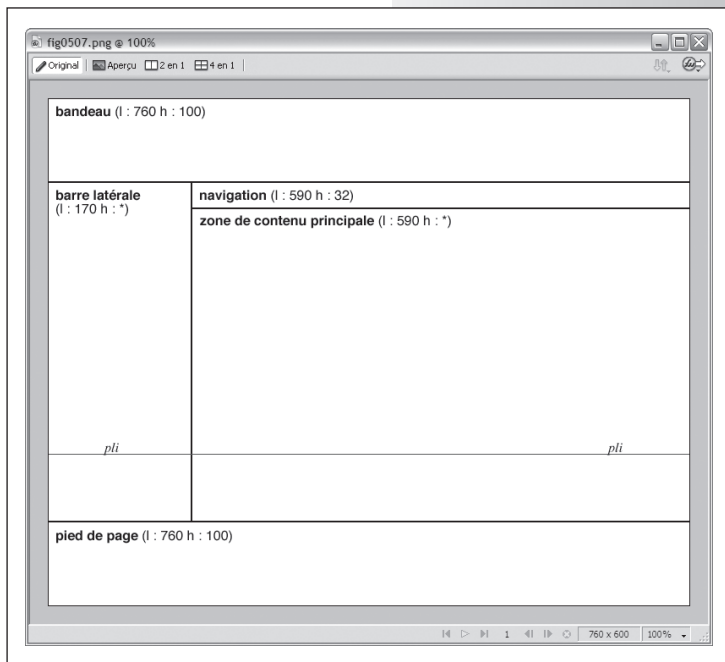 fig0507.png @ 100%
Original Aperçu 2 en 1 4 en 1
bandeau (l : 760 h : 100)
barre latérale
(l : 170 h : *)
navigation (l : 590 h : 32)
zone de contenu principale (l : 590 h : *)
pli pli
pied de page (l : 760 h : 100)
1 760 x 600 100%